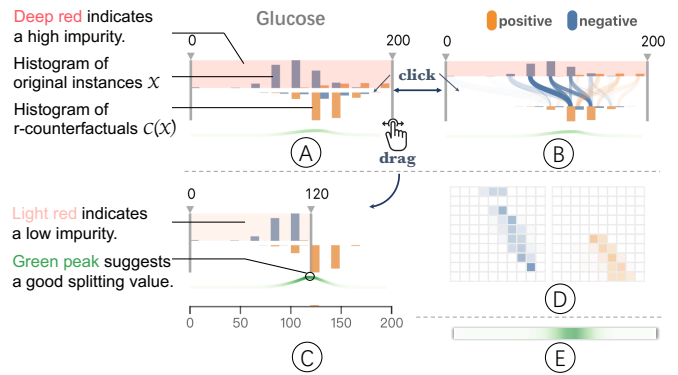 Deep red indicates
a high impurity.
Histogram of
original instances x
Histogram of
r-counterfactuals C(x)
Glucose
0
200
A
click
drag
positive
negative
0
200
B
Light red indicates
a low impurity.
Green peak suggests
a good splitting value.
0
120
0
50
100
150
200
C
D
E